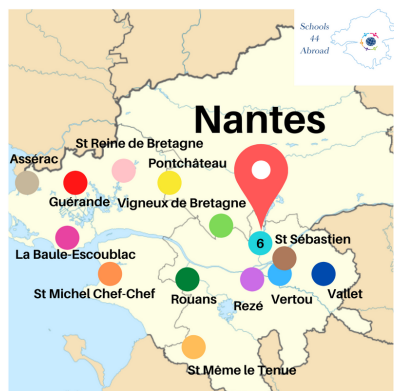 Schools
44
Abroad
Nantes
St Reine de Bretagne
Assérac
Pontchâteau
Guérande
Vigneux de Bretagne
6
St Sébastien
La Baule-Escoublac
St Michel Chef-Chef
Rouans
Rezé
Vertou
Vallet
St Même le Tenue